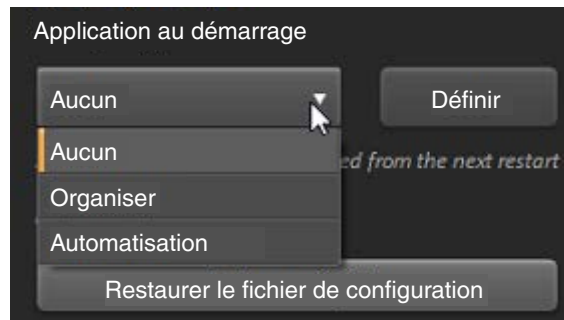 Application au démarrage
Aucun
Définir
Aucun
ed from the next restart
Organiser
Automatisation
Restaurer le fichier de configuration